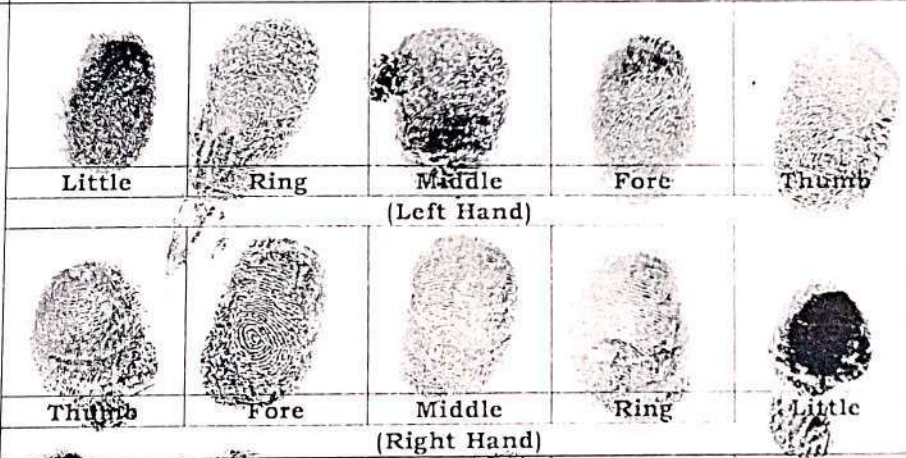 Little Ring Middle Fore Thumb
(Left Hand)
Thumb Fore Middle Ring Little
(Right Hand)